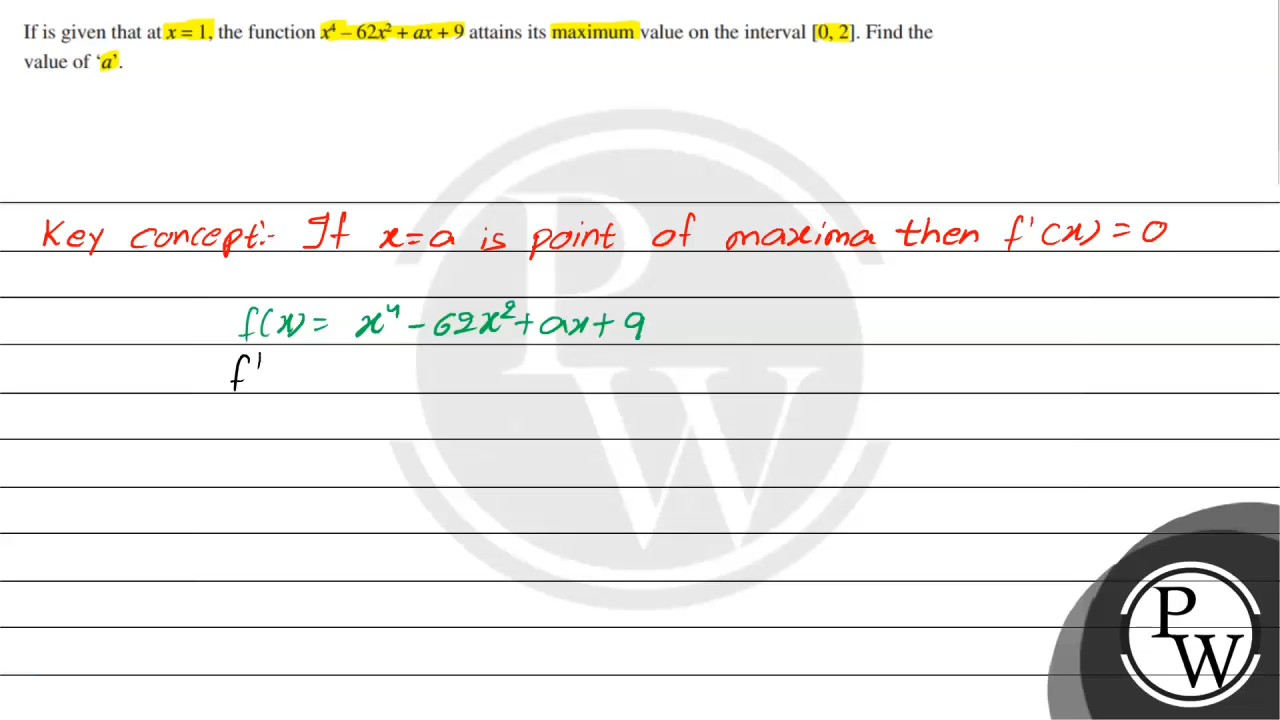 If is given that at x = 1, the function x⁴ – 62x² + ax + 9 attains its maximum value on the interval [0, 2]. Find the
value of ‘a’.
Key concept:- If x=a is point of maxima then f'(x) = 0
f(x) = x⁴ - 62x² + ax + 9
f'
P
W
P
W